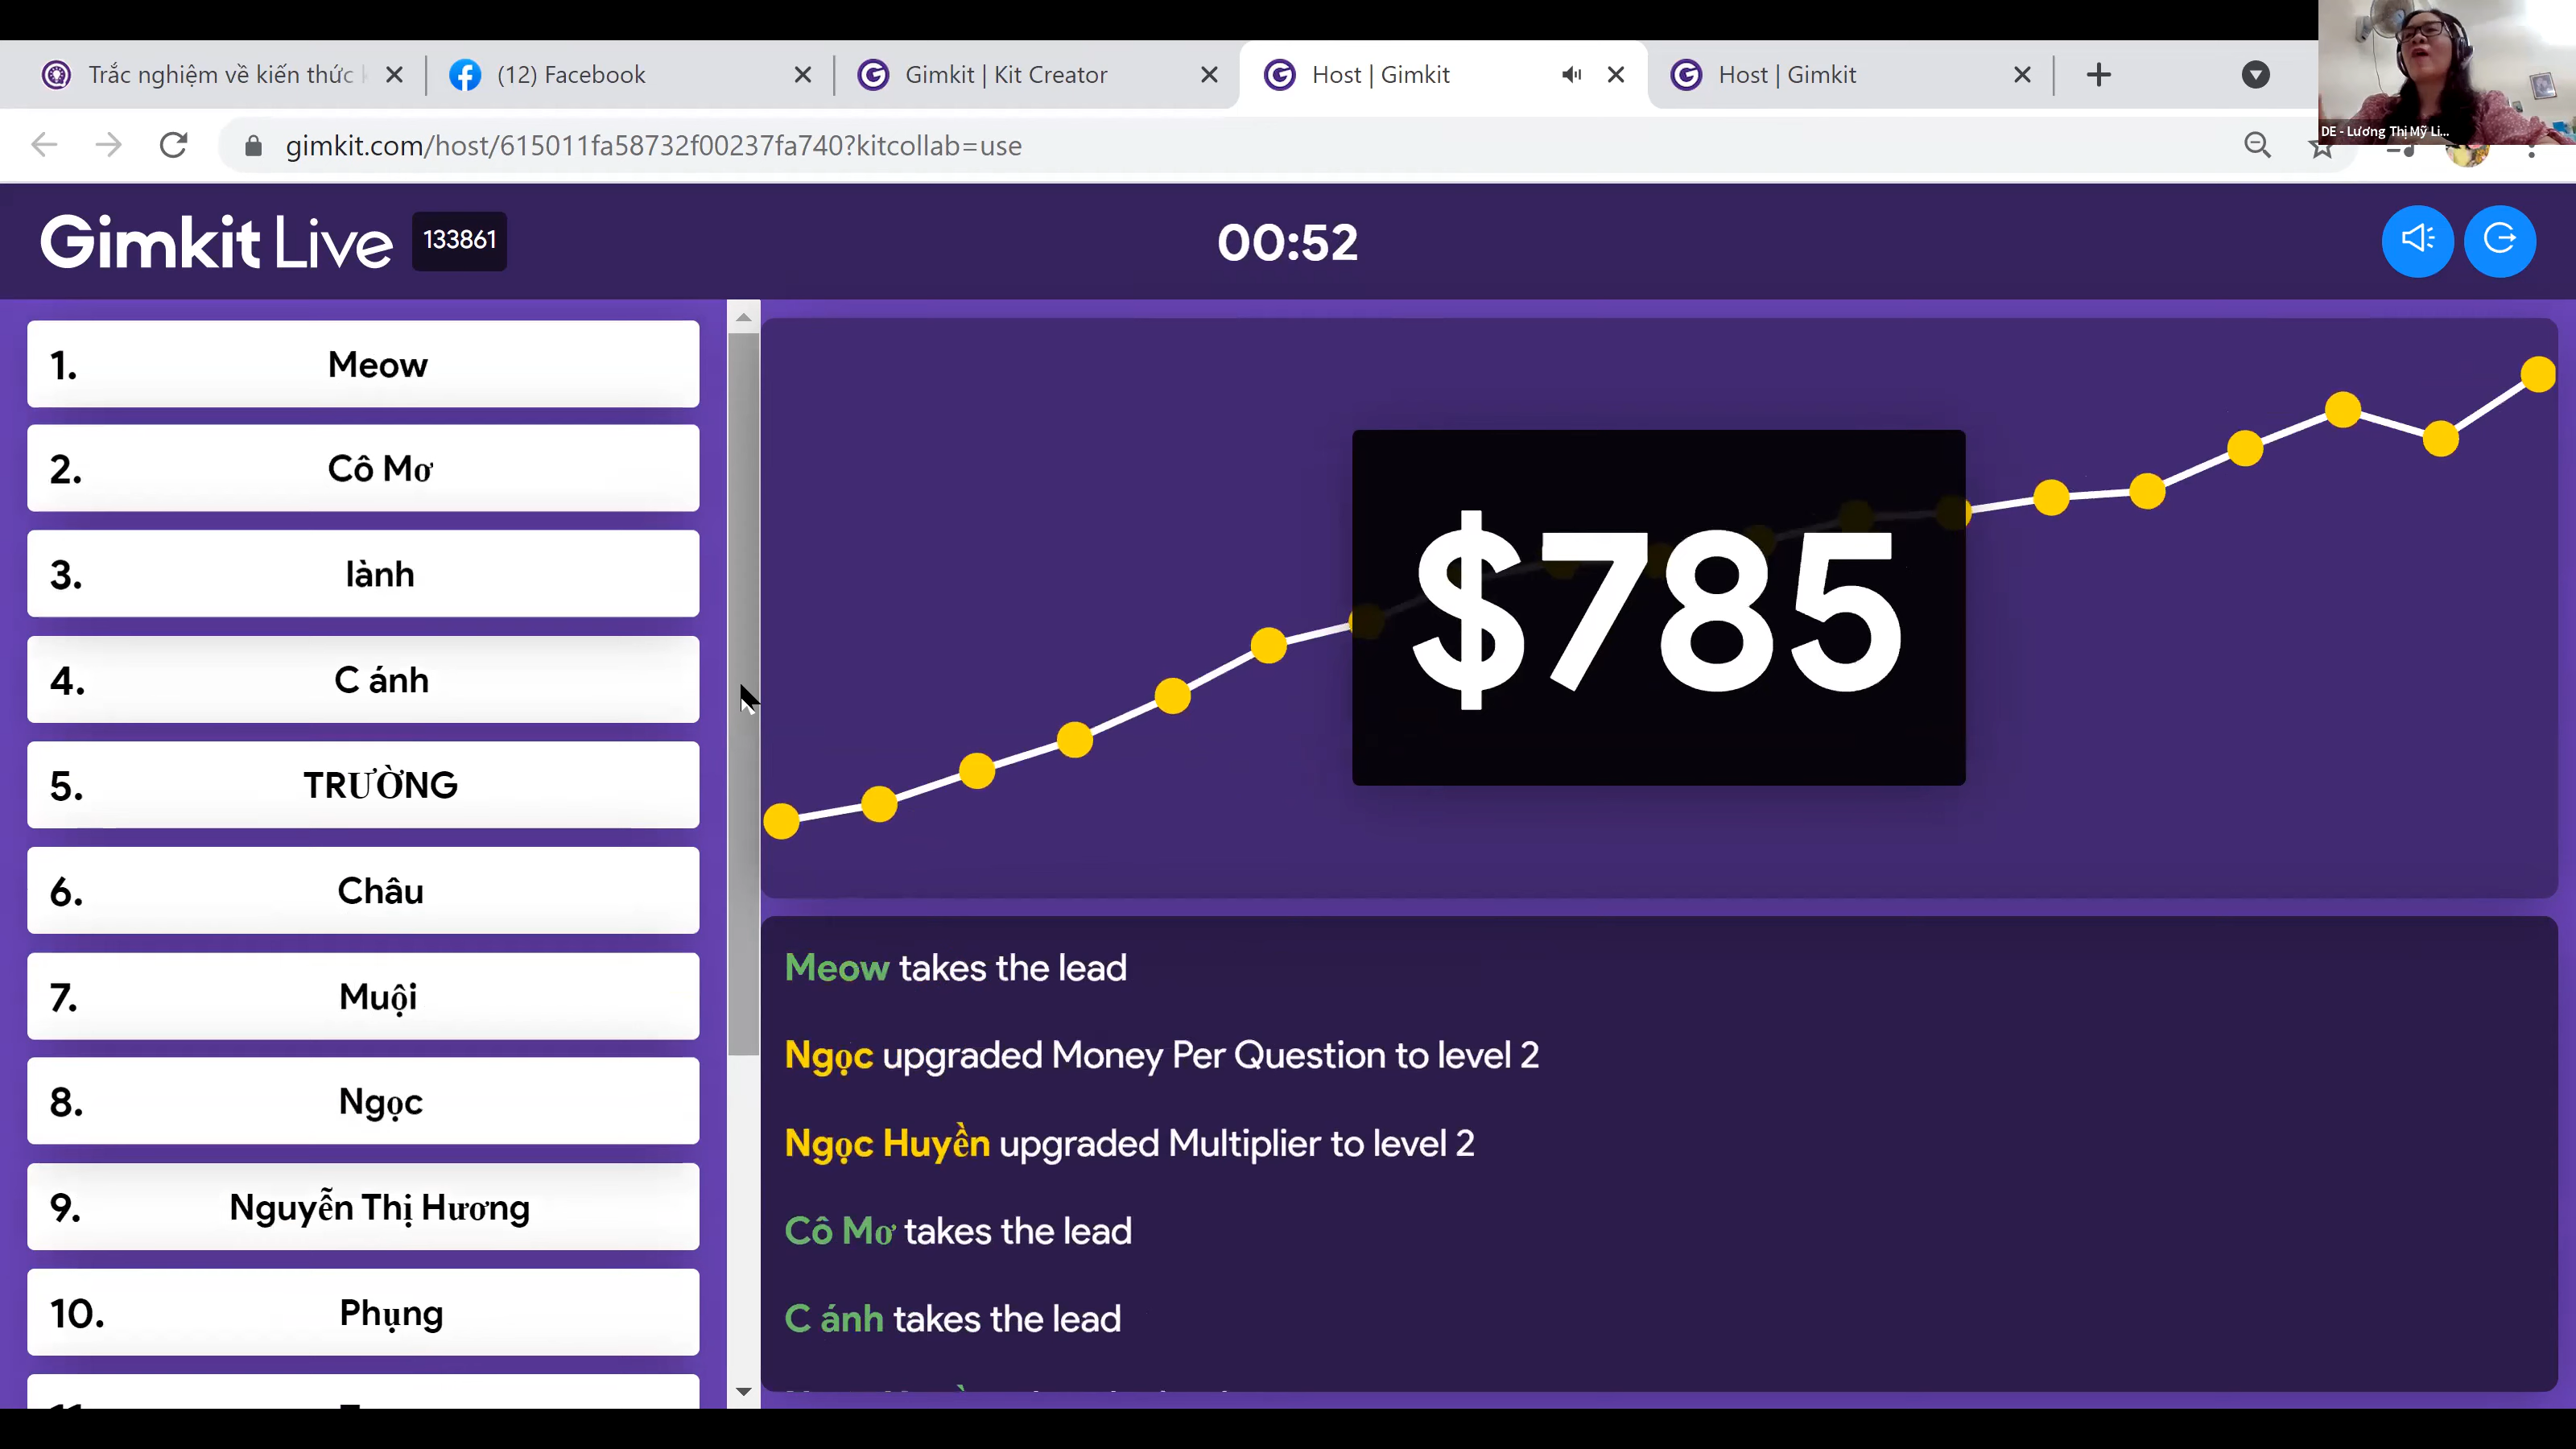 Trắc nghiệm về kiến thức
(12) Facebook
Gimkit | Kit Creator
Host | Gimkit
Host | Gimkit
DE - Lương Thị Mỹ Li...
gimkit.com/host/615011fa58732f00237fa740?kitcollab=use
Gimkit Live
133861
00:52
1. Meow
2. Cô Mơ
3. lành
4. C ánh
5. TRƯỜNG
6. Châu
7. Muội
8. Ngọc
9. Nguyễn Thị Hương
10. Phụng
$785
Meow takes the lead
Ngọc upgraded Money Per Question to level 2
Ngọc Huyền upgraded Multiplier to level 2
Cô Mơ takes the lead
C ánh takes the lead